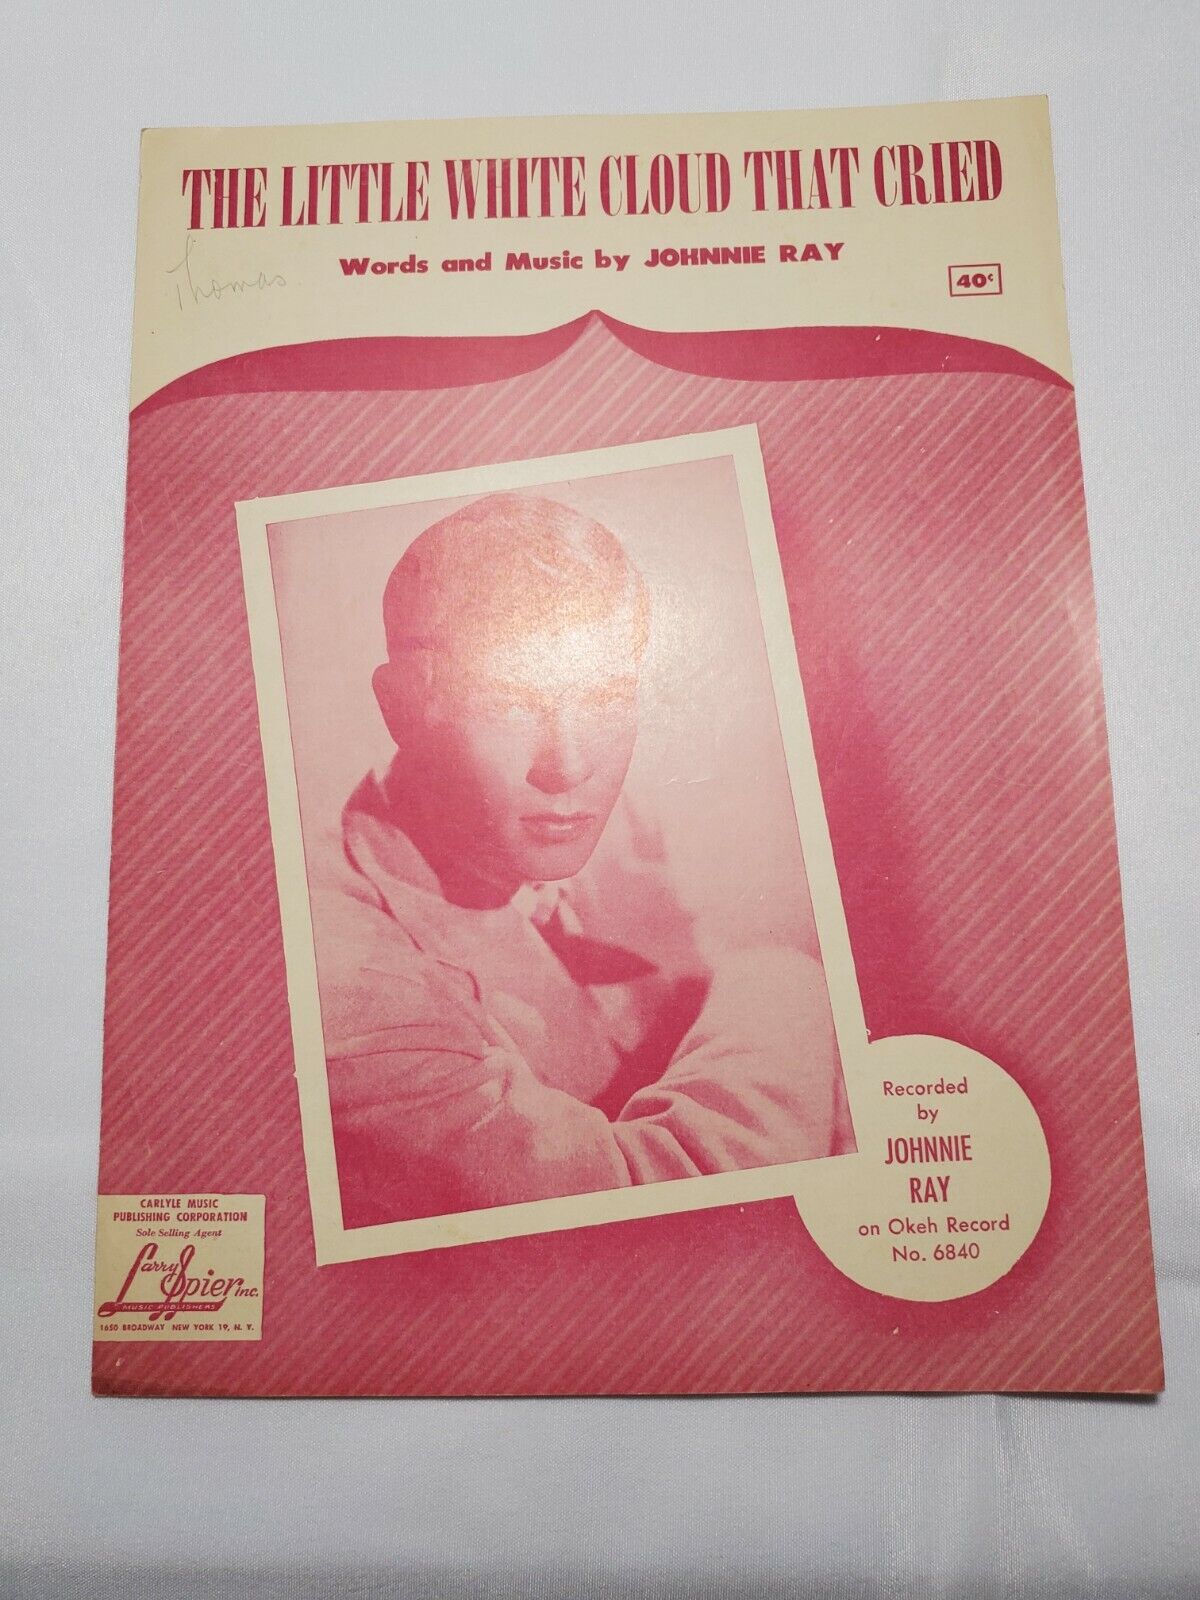 THE LITTLE WHITE CLOUD THAT CRIED
Words and Music by JOHNNIE RAY
Thomas
40¢
Recorded
by
JOHNNIE
RAY
on Okeh Record
No. 6840
CARLYLE MUSIC
PUBLISHING CORPORATION
Sole Selling Agent
Larry Spier INC.
MUSIC PUBLISHERS
1650 BROADWAY NEW YORK 19, N. Y.